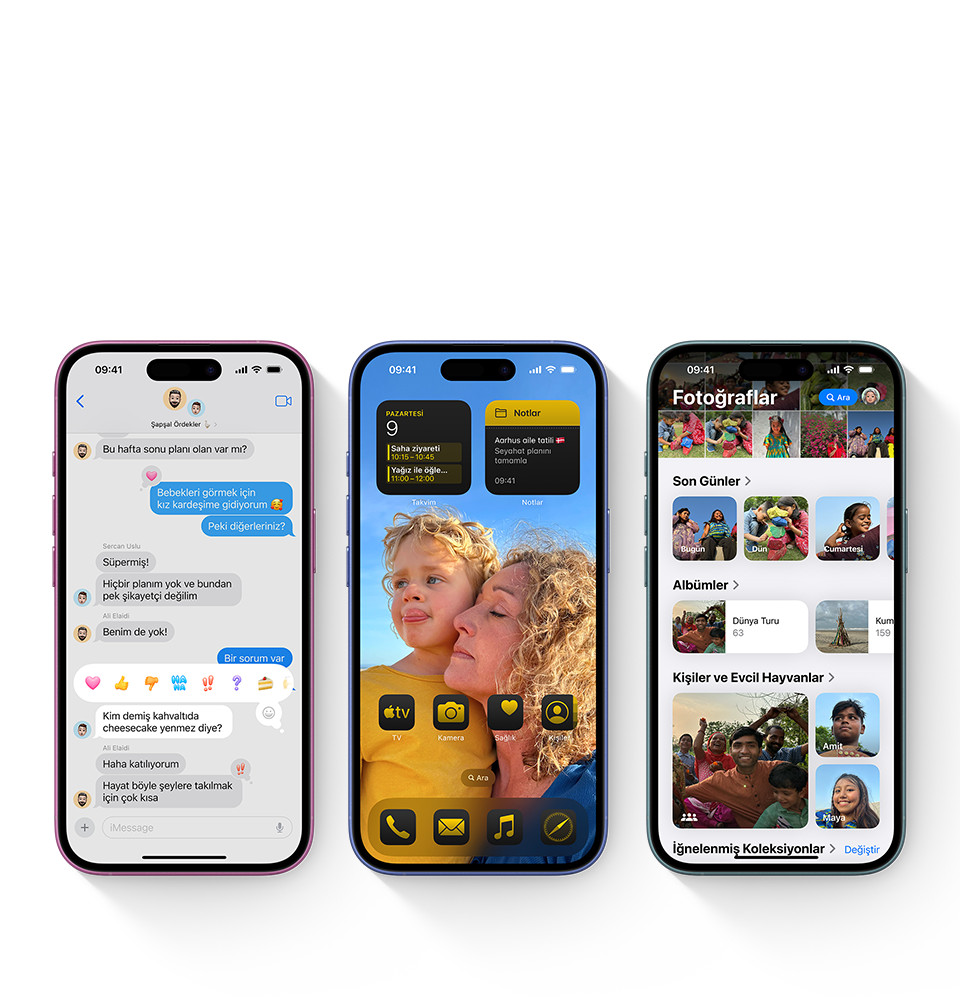 09:41
Şapşal Ördekler
Bu hafta sonu planı olan var mı?
Bebekleri görmek için
kız kardeşime gidiyorum 🥰
Peki diğerleriniz?
Sercan Uslu
Süpermiş!
Hiçbir planım yok ve bundan
pek şikayetçi değilim
Ali Elaidi
Benim de yok!
Bir sorum var
HA HA
‼
?
Kim demiş kahvaltıda
cheesecake yenmez diye?
Ali Elaidi
Haha katılıyorum
‼
Hayat böyle şeylere takılmak
için çok kısa
iMessage
09:41
PAZARTESİ
9
Saha ziyareti
10:15 – 10:45
Yağız ile öğle...
11:00 – 12:00
Takvim
Notlar
Aarhus aile tatili 🇩🇰
Seyahat planını
tamamla
09:41
Notlar
tv
TV
Kamera
Sağlık
Kişiler
Ara
09:41
Fotoğraflar
Ara
Son Günler
Bugün
Dün
Cumartesi
Albümler
Dünya Turu
63
Kum
159
Kişiler ve Evcil Hayvanlar
Amit
Maya
İğnelenmiş Koleksiyonlar
Değiştir